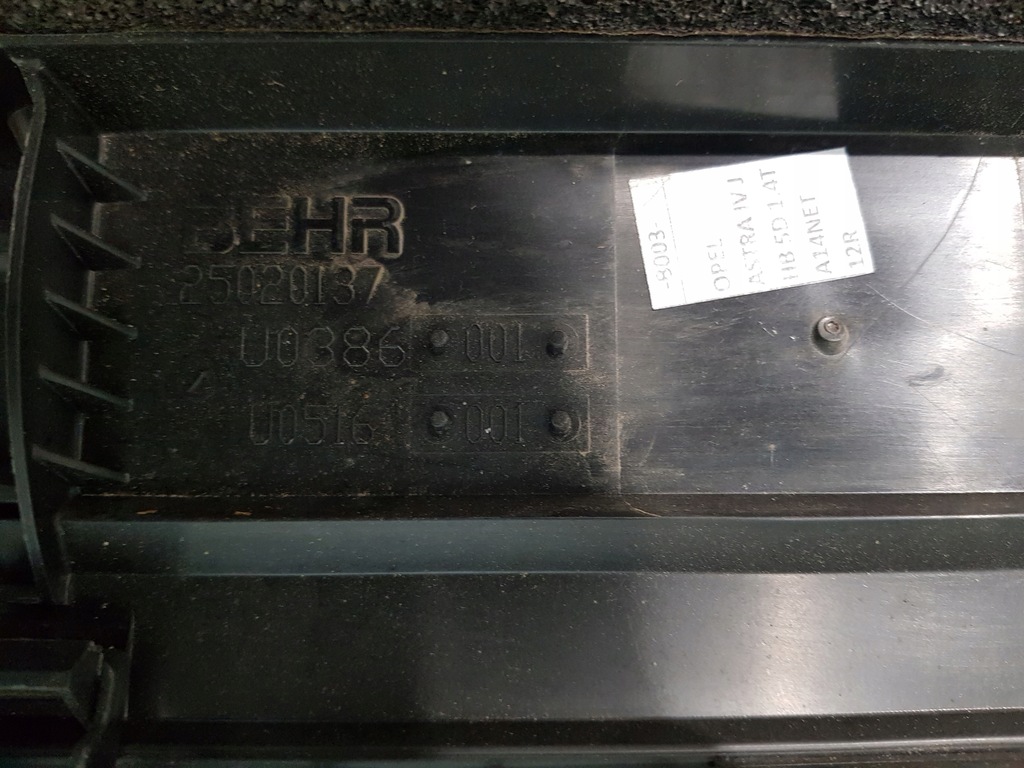 BEHR
25020137
U0386 001
U0516 001
-8003-
OPEL
ASTRA IV J
HB 5D 1.4T
A14NET
12R